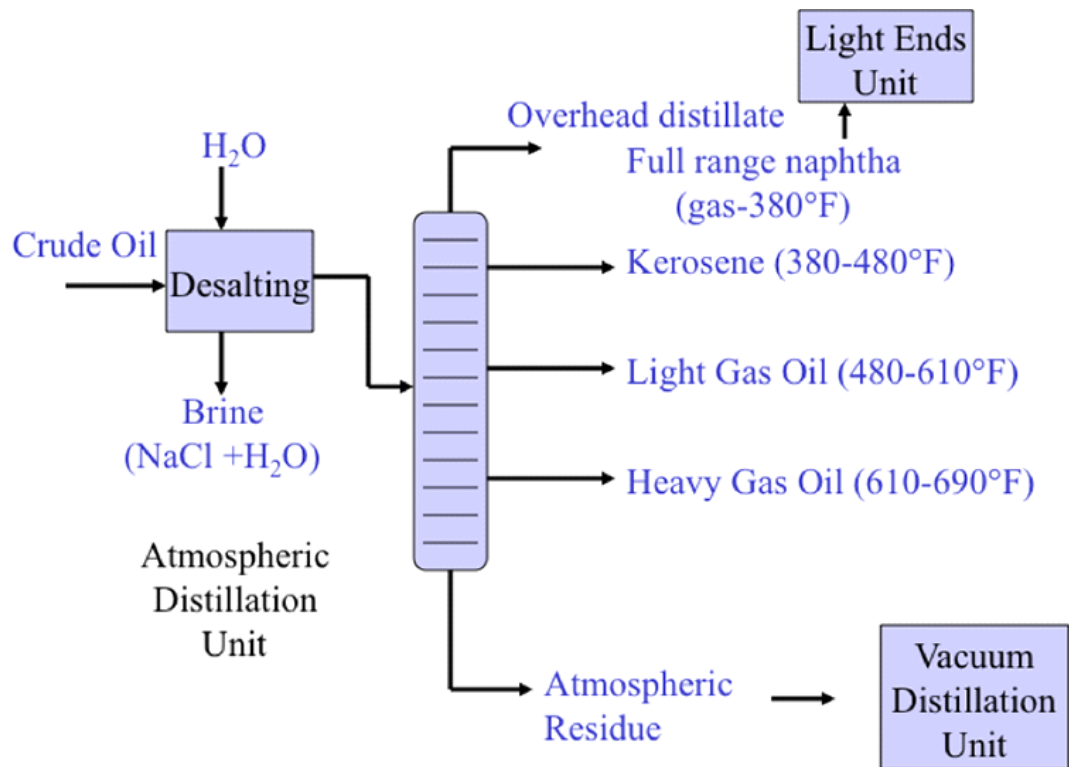 Light Ends
Unit
Overhead distillate
H₂O
Full range naphtha
(gas-380°F)
Crude Oil
Kerosene (380-480°F)
Desalting
Light Gas Oil (480-610°F)
Brine
(NaCl +H₂O)
Heavy Gas Oil (610-690°F)
Atmospheric
Distillation
Unit
Atmospheric
Residue
Vacuum
Distillation
Unit